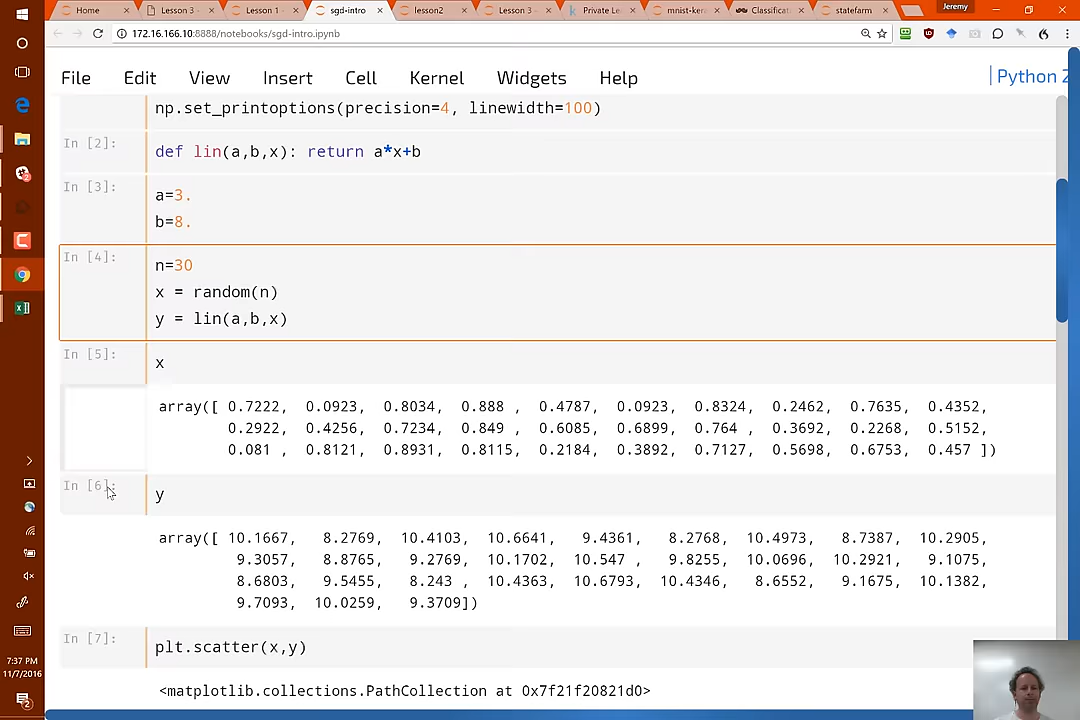 Home
Lesson 3 -
Lesson 1 -
sgd-intro
lesson2
Lesson 3 -
Private Le
mnist-ker
Classificat
statefarm
Jeremy
172.16.166.10:8888/notebooks/sgd-intro.ipynb
File Edit View Insert Cell Kernel Widgets Help
Python 2
np.set_printoptions(precision=4, linewidth=100)
In [2]: def lin(a,b,x): return a*x+b
In [3]: a=3.
b=8.
In [4]: n=30
x = random(n)
y = lin(a,b,x)
In [5]: x
array([ 0.7222, 0.0923, 0.8034, 0.888 , 0.4787, 0.0923, 0.8324, 0.2462, 0.7635, 0.4352,
0.2922, 0.4256, 0.7234, 0.849 , 0.6085, 0.6899, 0.764 , 0.3692, 0.2268, 0.5152,
0.081 , 0.8121, 0.8931, 0.8115, 0.2184, 0.3892, 0.7127, 0.5698, 0.6753, 0.457 ])
In [6]: y
array([ 10.1667, 8.2769, 10.4103, 10.6641, 9.4361, 8.2768, 10.4973, 8.7387, 10.2905,
9.3057, 8.8765, 9.2769, 10.1702, 10.547 , 9.8255, 10.0696, 10.2921, 9.1075,
8.6803, 9.5455, 8.243 , 10.4363, 10.6793, 10.4346, 8.6552, 9.1675, 10.1382,
9.7093, 10.0259, 9.3709])
In [7]: plt.scatter(x,y)
<matplotlib.collections.PathCollection at 0x7f21f20821d0>
7:37 PM
11/7/2016